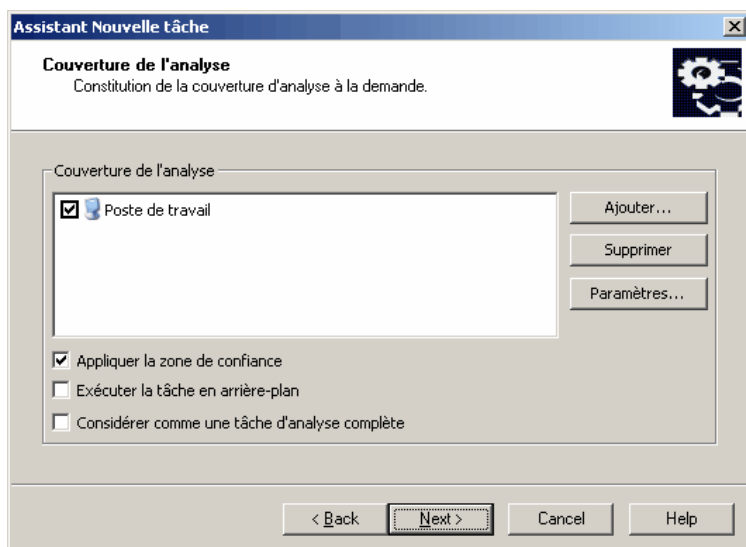 Assistant Nouvelle tâche
Couverture de l'analyse
Constitution de la couverture d'analyse à la demande.
Couverture de l'analyse
Poste de travail
Ajouter...
Supprimer
Paramètres...
Appliquer la zone de confiance
Exécuter la tâche en arrière-plan
Considérer comme une tâche d'analyse complète
< Back
Next >
Cancel
Help